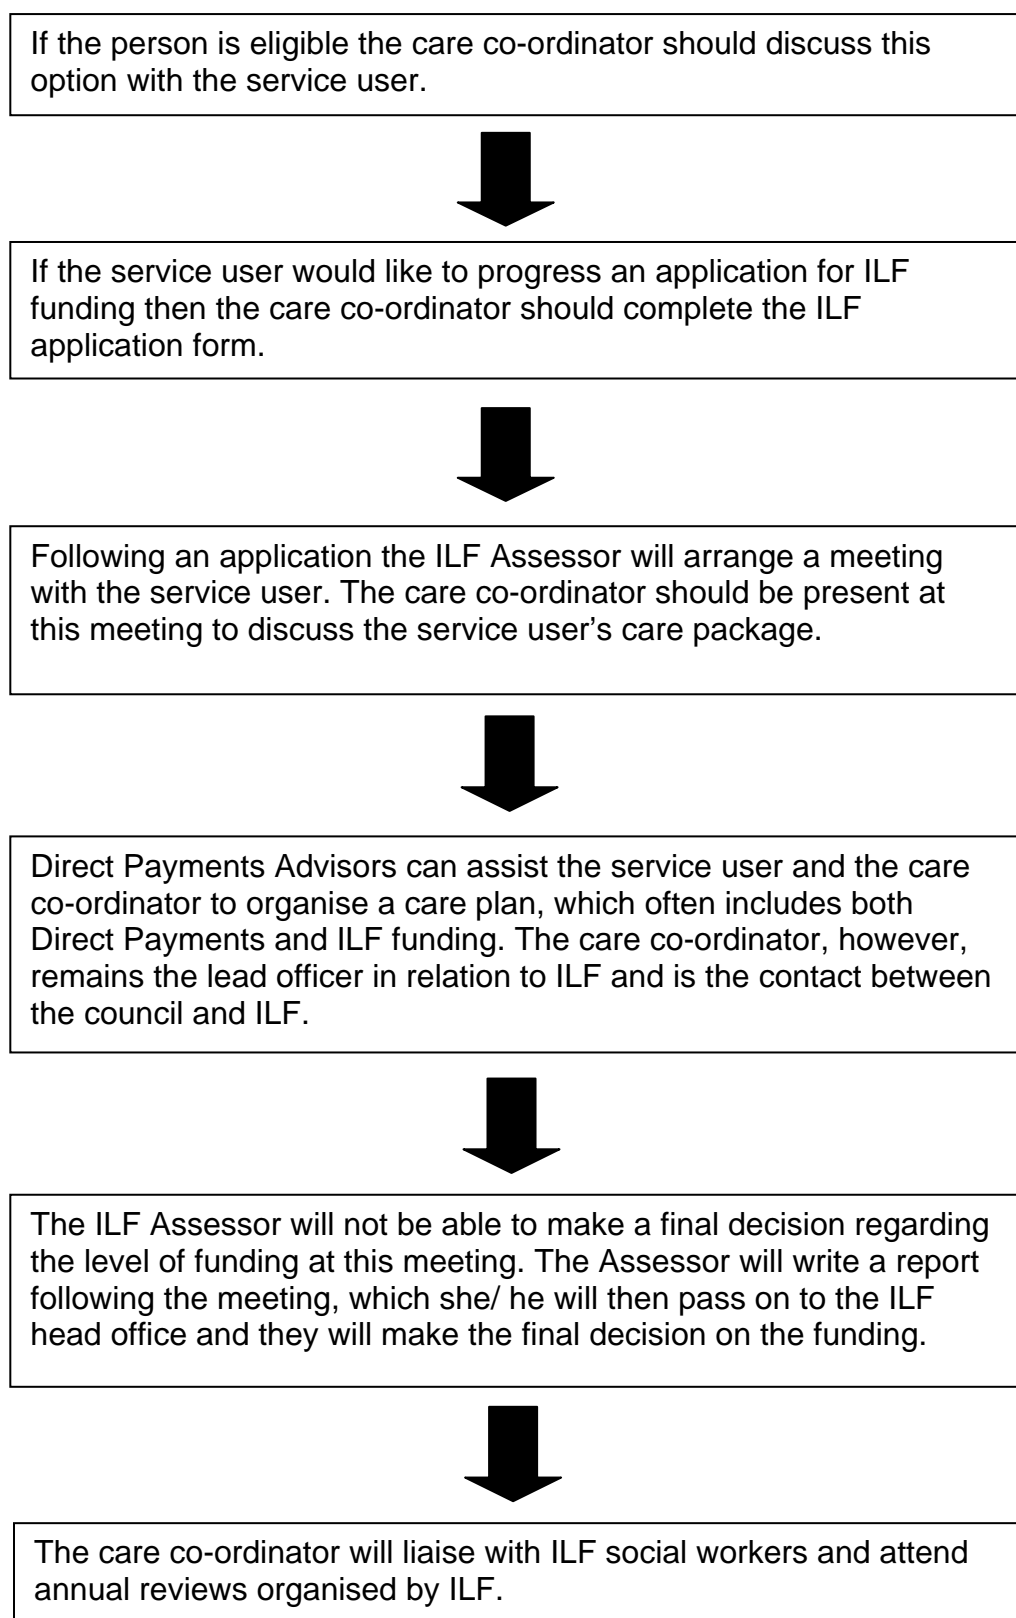 If the person is eligible the care co-ordinator should discuss this
option with the service user.
If the service user would like to progress an application for ILF
funding then the care co-ordinator should complete the ILF
application form.
Following an application the ILF Assessor will arrange a meeting
with the service user. The care co-ordinator should be present at
this meeting to discuss the service user’s care package.
Direct Payments Advisors can assist the service user and the care
co-ordinator to organise a care plan, which often includes both
Direct Payments and ILF funding. The care co-ordinator, however,
remains the lead officer in relation to ILF and is the contact between
the council and ILF.
The ILF Assessor will not be able to make a final decision regarding
the level of funding at this meeting. The Assessor will write a report
following the meeting, which she/ he will then pass on to the ILF
head office and they will make the final decision on the funding.
The care co-ordinator will liaise with ILF social workers and attend
annual reviews organised by ILF.